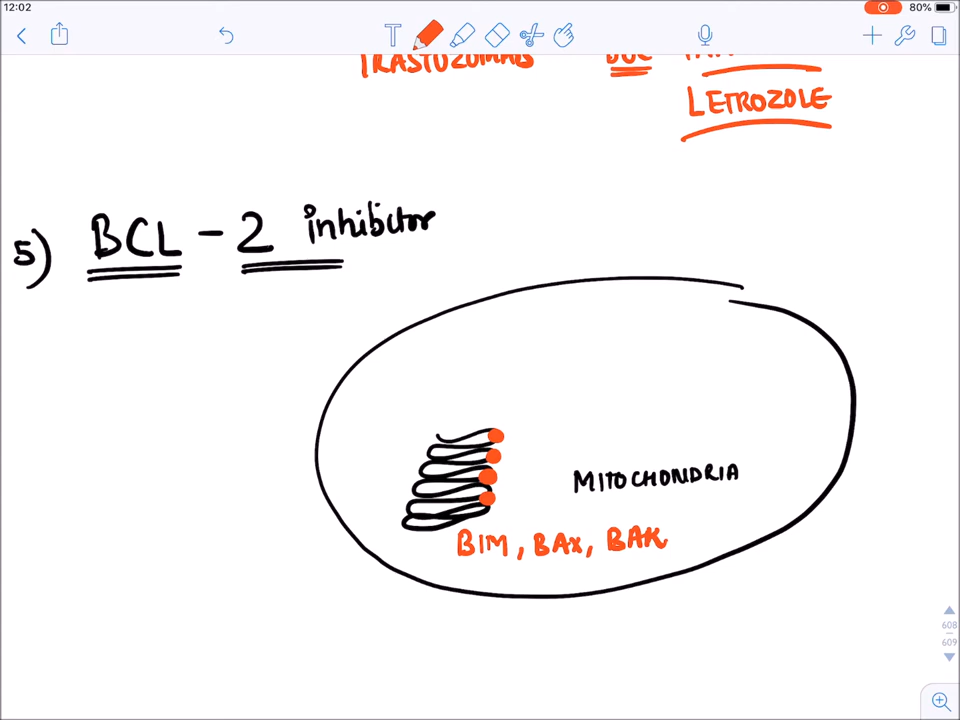 12:02
80%
T
TRASTUZUMAB
LETROZOLE
5) BCL - 2 inhibitor
MITOCHONDRIA
BIM, BAX, BAK
608
609